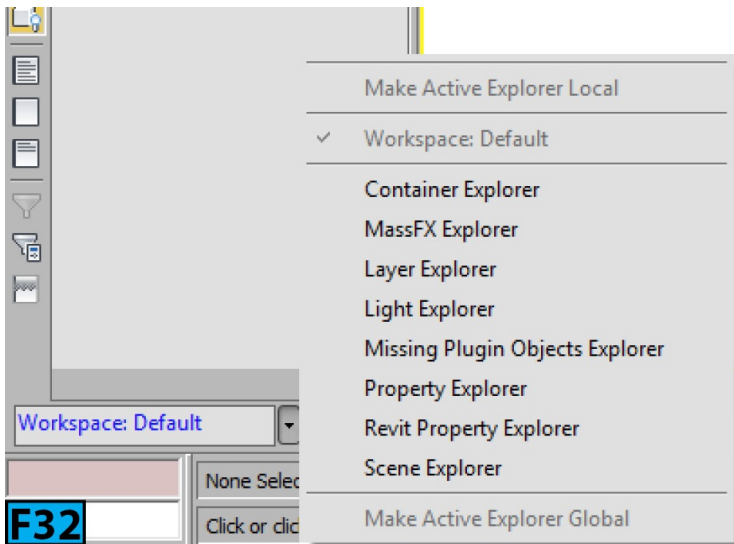 Make Active Explorer Local
Workspace: Default
Container Explorer
MassFX Explorer
Layer Explorer
Light Explorer
Missing Plugin Objects Explorer
Property Explorer
Workspace: Default
Revit Property Explorer
Scene Explorer
None Selec
Make Active Explorer Global
F32
Click or clic